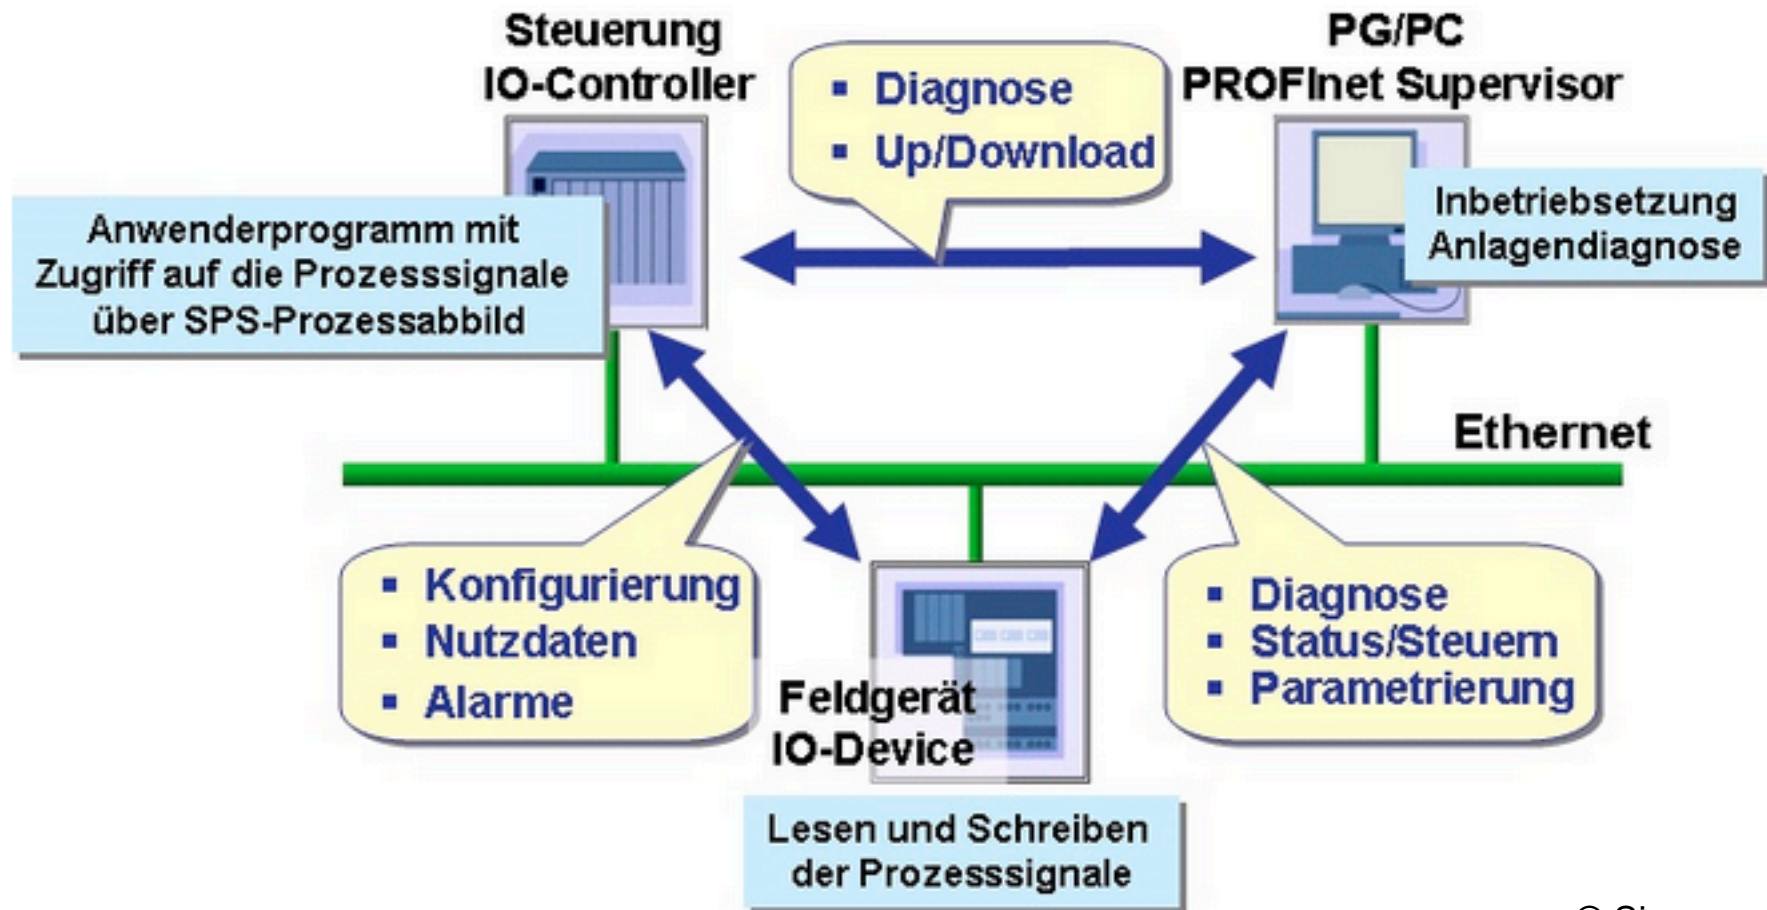 Steuerung
IO-Controller
Diagnose
Up/Download
PG/PC
PROFInet Supervisor
Anwenderprogramm mit
Zugriff auf die Prozesssignale
über SPS-Prozessabbild
Inbetriebsetzung
Anlagendiagnose
Ethernet
Konfigurierung
Nutzdaten
Alarme
Diagnose
Status/Steuern
Parametrierung
Feldgerät
IO-Device
Lesen und Schreiben
der Prozesssignale